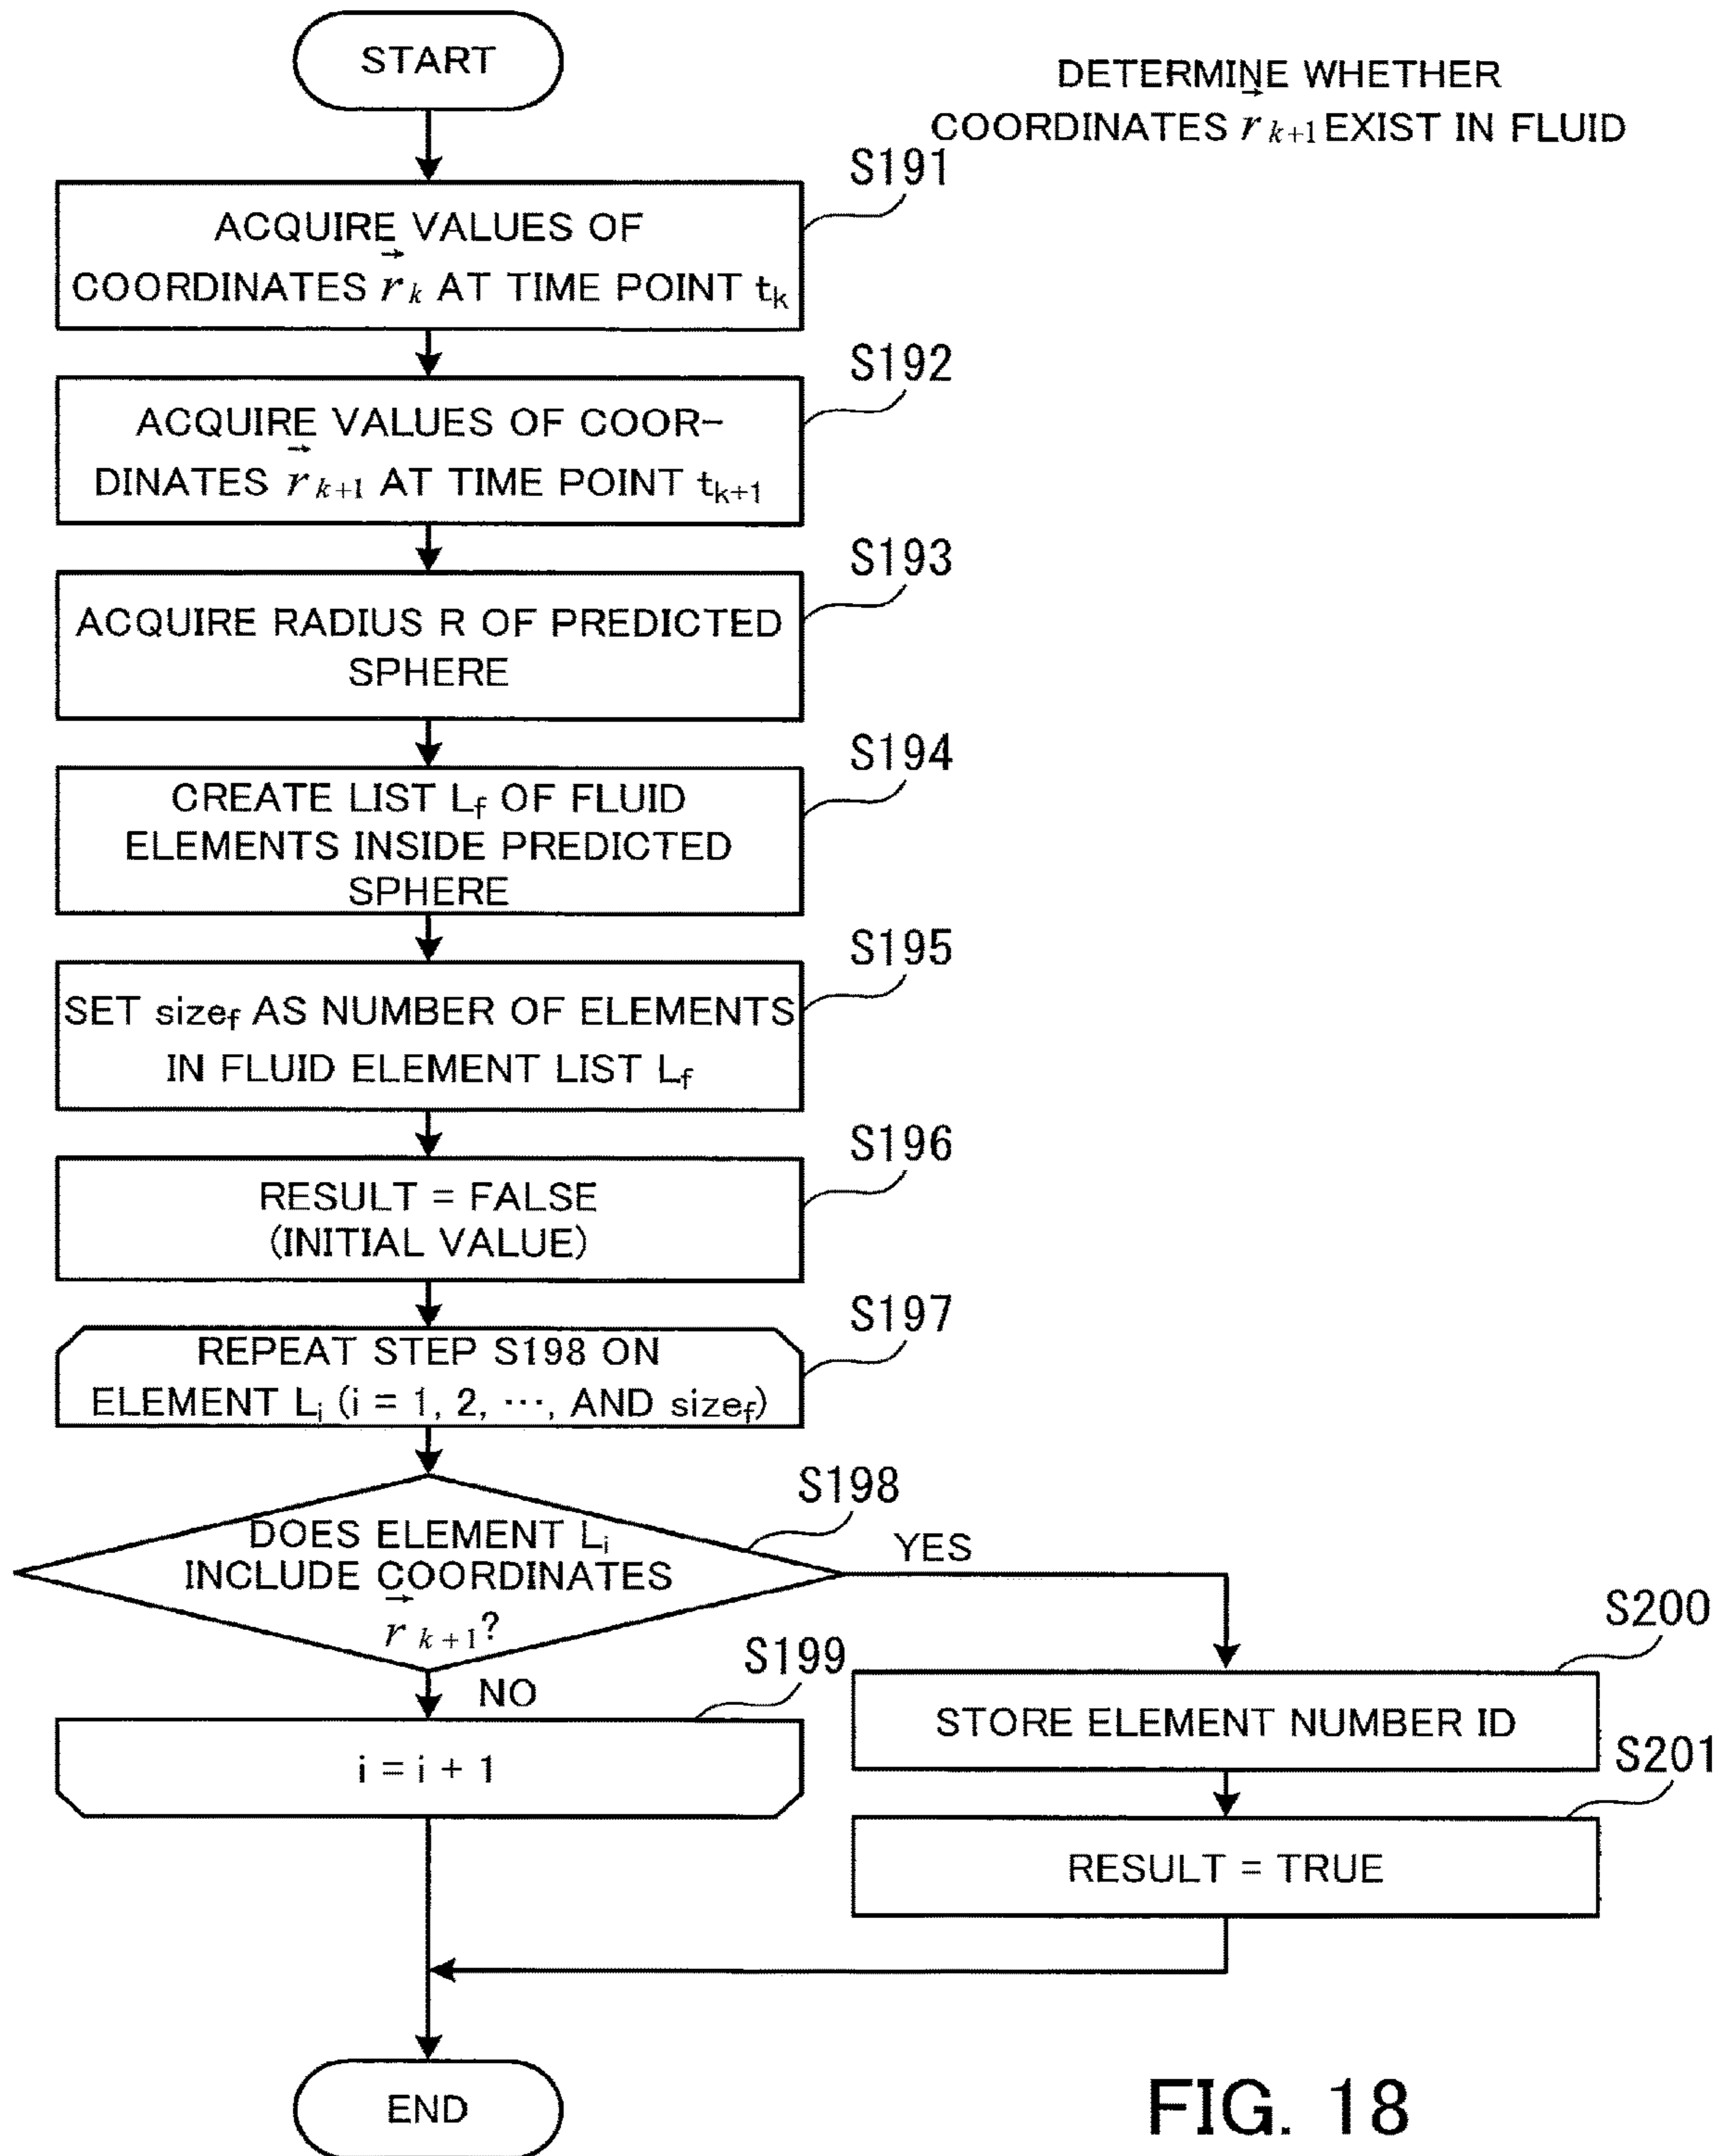 START
DETERMINE WHETHER
COORDINATES r⃗ k+1 EXIST IN FLUID
S191
ACQUIRE VALUES OF
COORDINATES r⃗ k AT TIME POINT tk
S192
ACQUIRE VALUES OF COOR-
DINATES r⃗ k+1 AT TIME POINT tk+1
S193
ACQUIRE RADIUS R OF PREDICTED
SPHERE
S194
CREATE LIST Lf OF FLUID
ELEMENTS INSIDE PREDICTED
SPHERE
S195
SET sizef AS NUMBER OF ELEMENTS
IN FLUID ELEMENT LIST Lf
S196
RESULT = FALSE
(INITIAL VALUE)
S197
REPEAT STEP S198 ON
ELEMENT Li (i = 1, 2, ···, AND sizef)
S198
DOES ELEMENT Li
INCLUDE COORDINATES
r⃗ k+1?
YES
NO
S199
i = i + 1
S200
STORE ELEMENT NUMBER ID
S201
RESULT = TRUE
END
FIG. 18